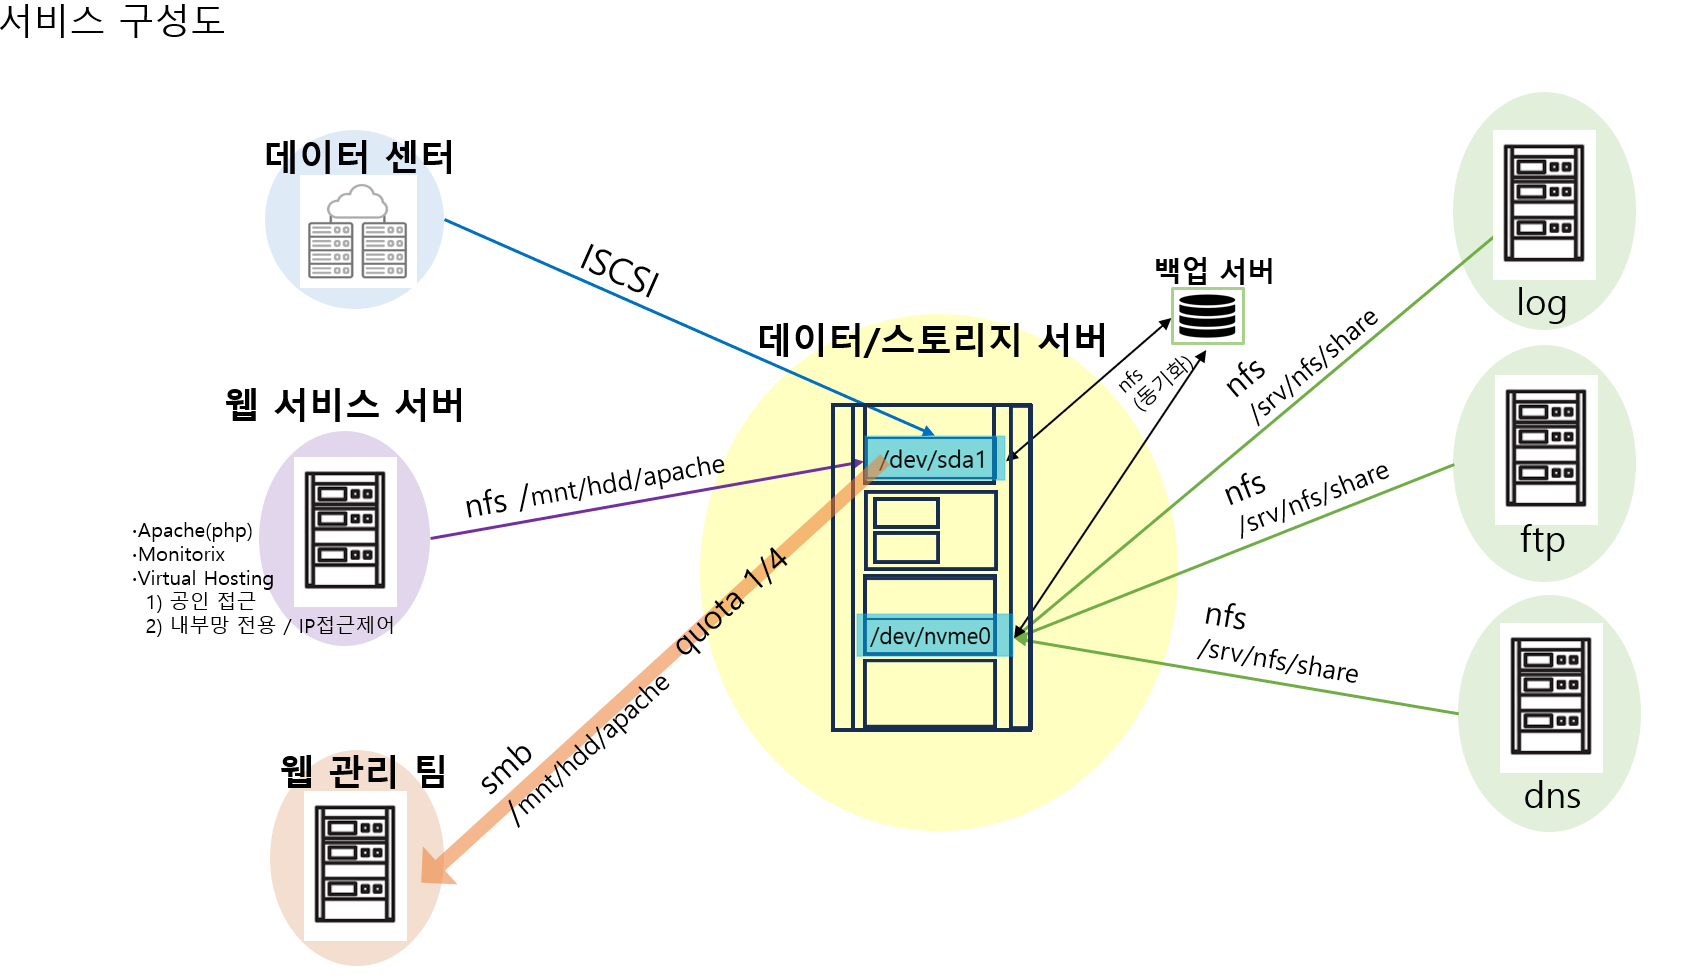 서비스 구성도
데이터 센터
ISCSI
웹 서비스 서버
nfs /mnt/hdd/apache
·Apache(php)
·Monitorix
·Virtual Hosting
1) 공인 접근
2) 내부망 전용 / IP접근제어
웹 관리 팀
smb
/mnt/hdd/apache
quota 1/4
데이터/스토리지 서버
/dev/sda1
/dev/nvme0
백업 서버
nfs
(동기화)
nfs
/srv/nfs/share
log
nfs
/srv/nfs/share
ftp
nfs
/srv/nfs/share
dns